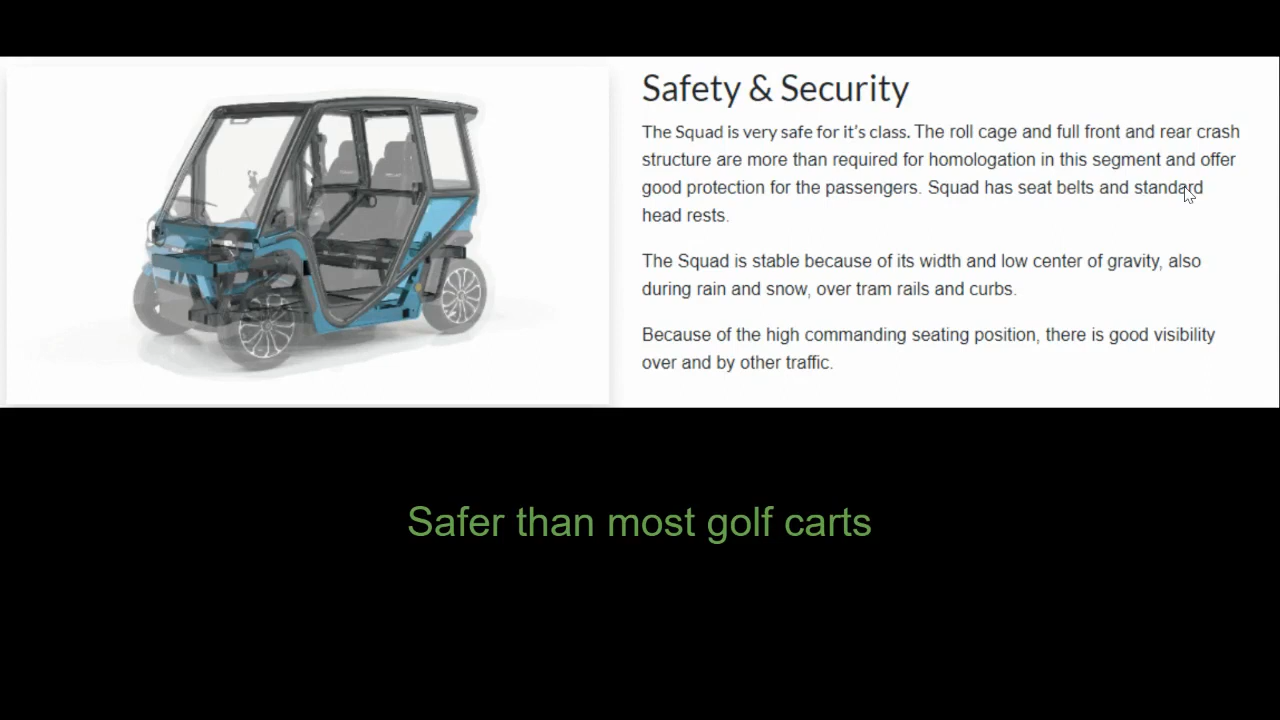 Safety & Security
The Squad is very safe for it's class. The roll cage and full front and rear crash
structure are more than required for homologation in this segment and offer
good protection for the passengers. Squad has seat belts and standard
head rests.
The Squad is stable because of its width and low center of gravity, also
during rain and snow, over tram rails and curbs.
Because of the high commanding seating position, there is good visibility
over and by other traffic.
Safer than most golf carts